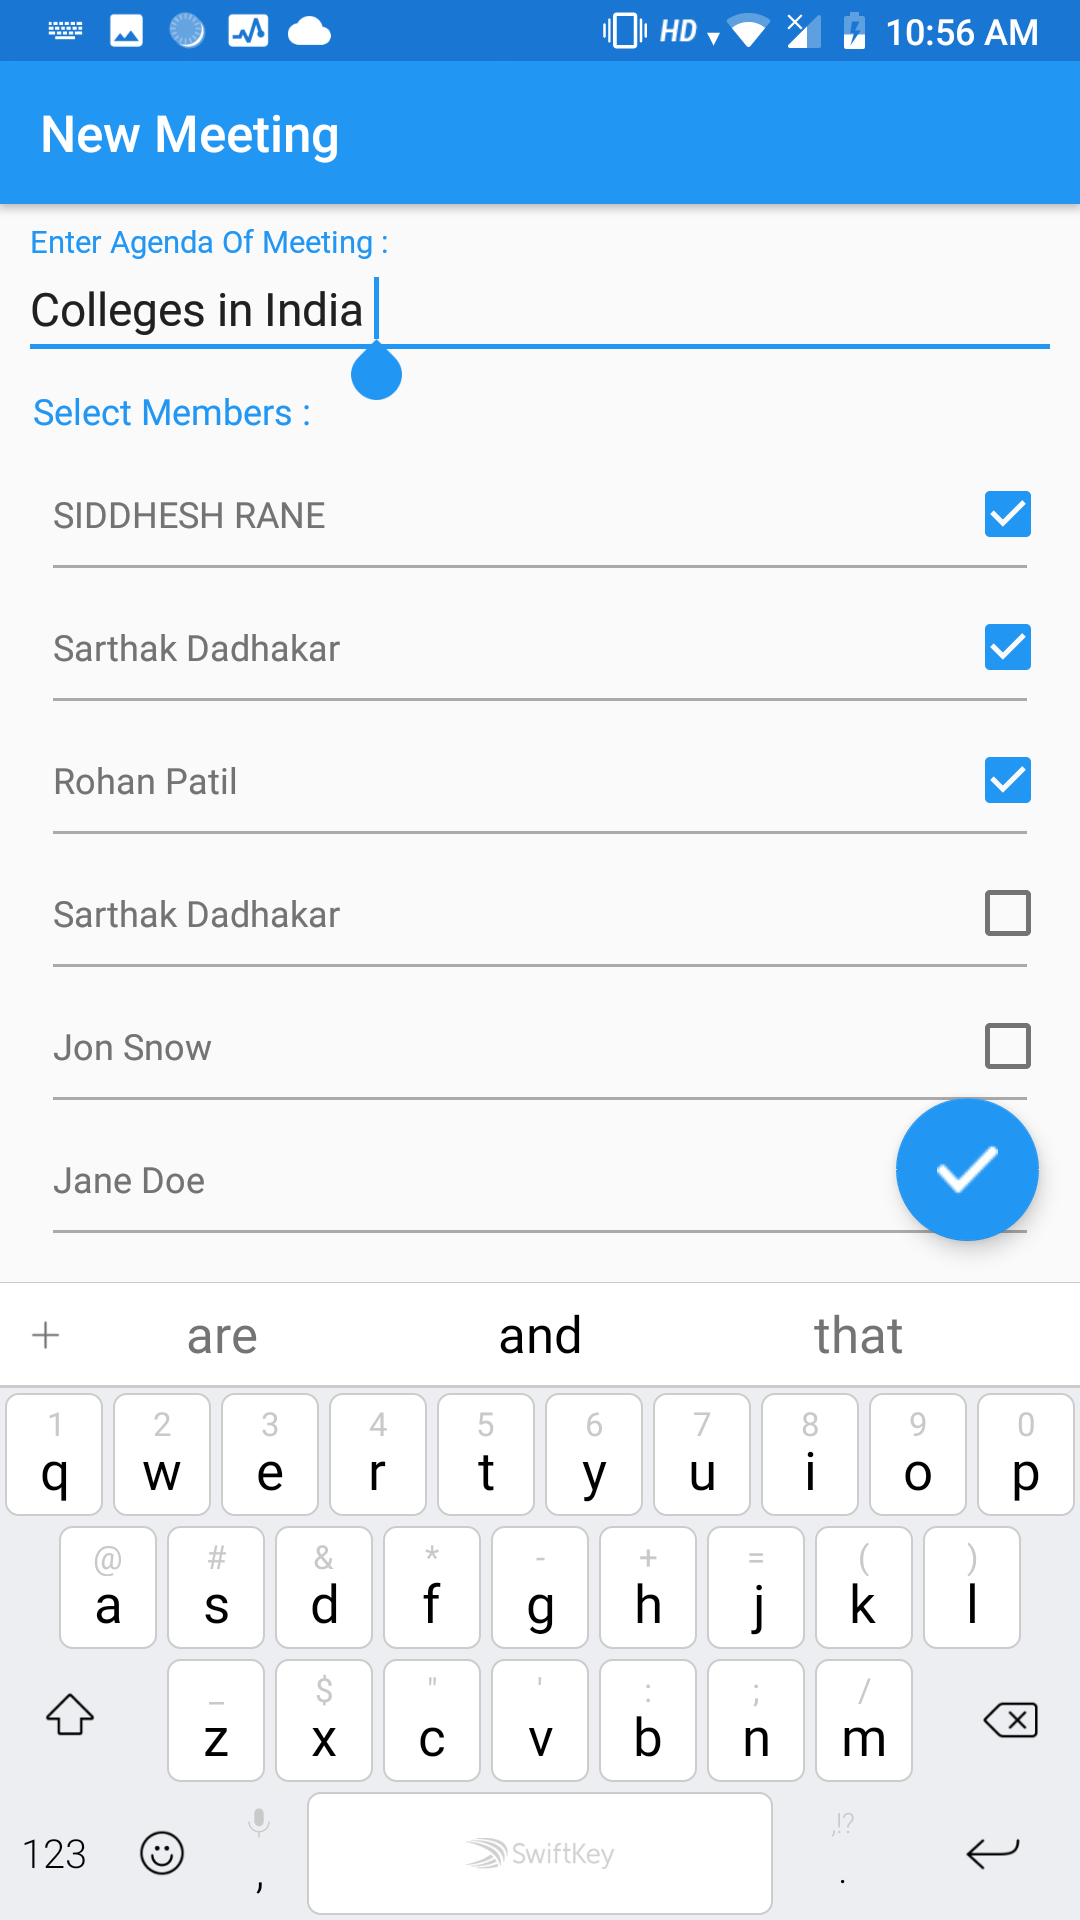 HD 10:56 AM
New Meeting
Enter Agenda Of Meeting :
Colleges in India
Select Members :
SIDDHESH RANE
Sarthak Dadhakar
Rohan Patil
Sarthak Dadhakar
Jon Snow
Jane Doe
+ are and that
1 2 3 4 5 6 7 8 9 0
q w e r t y u i o p
@ # & * - + = ( )
a s d f g h j k l
_ $ " ' : ; /
z x c v b n m
,!?
123 , SwiftKey .